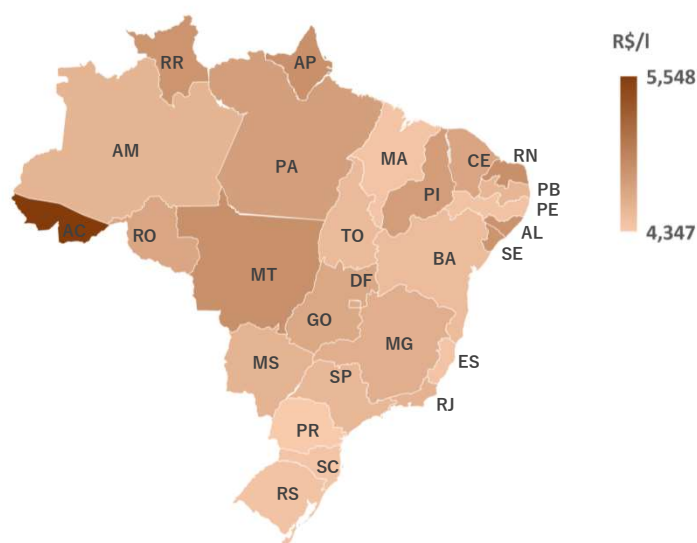 R$/l
5,548
4,347
RR
AP
AM
PA
MA
CE
RN
PI
PB
PE
AL
SE
AC
RO
TO
BA
MT
DF
GO
MG
ES
MS
SP
RJ
PR
SC
RS